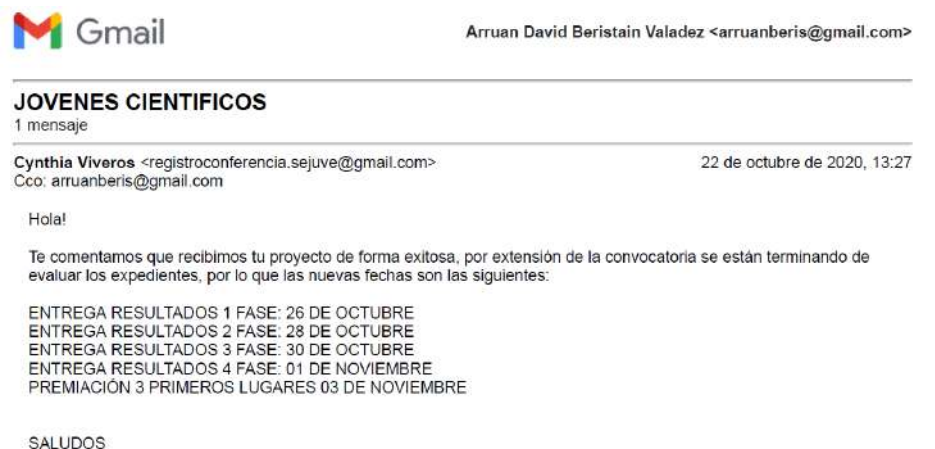 Gmail
Arruan David Beristain Valadez <arruanberis@gmail.com>
JOVENES CIENTIFICOS
1 mensaje
Cynthia Viveros <registroconferencia.sejuve@gmail.com>
22 de octubre de 2020, 13:27
Cco: arruanberis@gmail.com
Hola!
Te comentamos que recibimos tu proyecto de forma exitosa, por extensión de la convocatoria se están terminando de
evaluar los expedientes, por lo que las nuevas fechas son las siguientes:
ENTREGA RESULTADOS 1 FASE: 26 DE OCTUBRE
ENTREGA RESULTADOS 2 FASE: 28 DE OCTUBRE
ENTREGA RESULTADOS 3 FASE: 30 DE OCTUBRE
ENTREGA RESULTADOS 4 FASE: 01 DE NOVIEMBRE
PREMIACIÓN 3 PRIMEROS LUGARES 03 DE NOVIEMBRE
SALUDOS